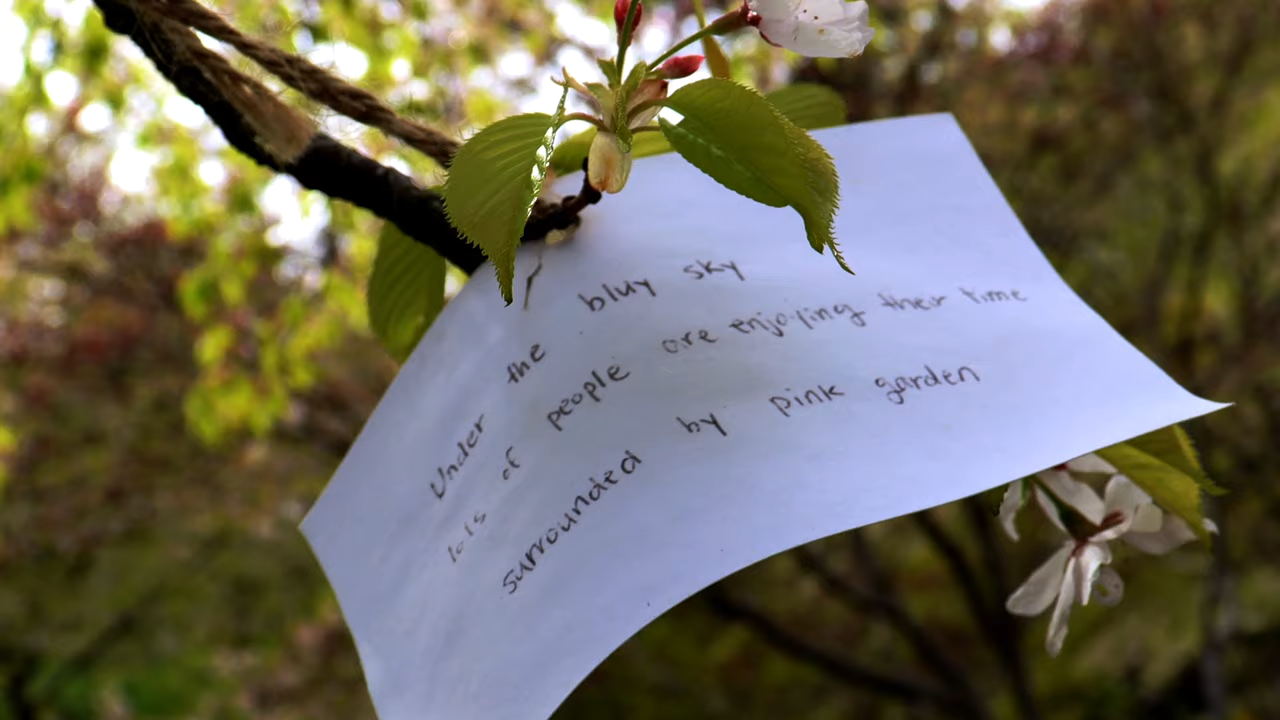 Under the bluy sky
lots of people are enjoying their time
surrounded by pink garden